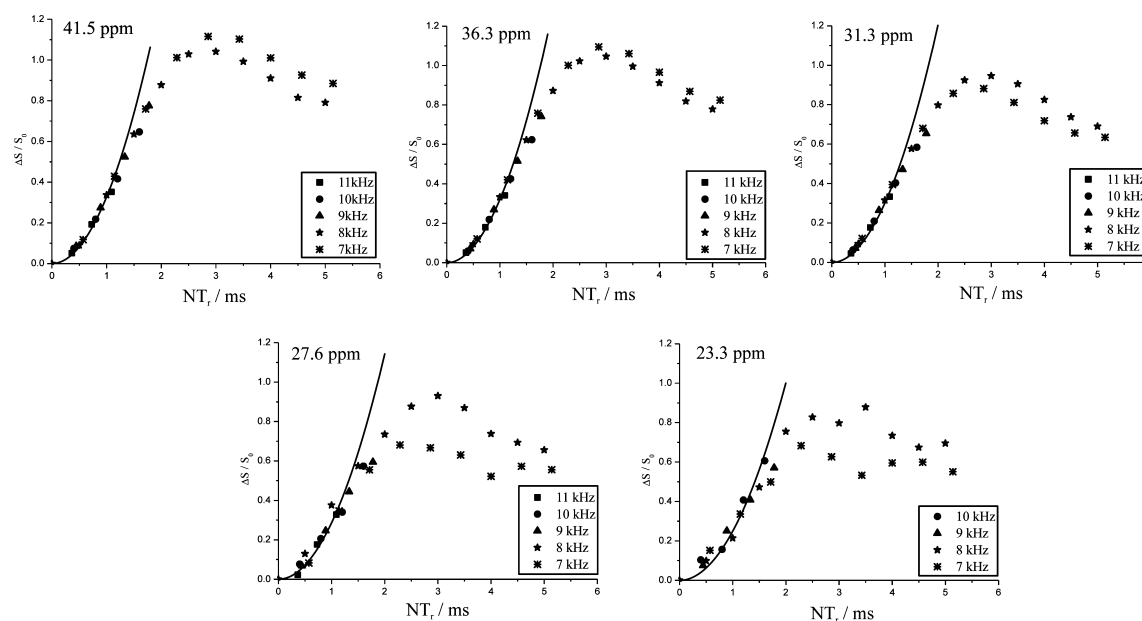 41.5 ppm
1.2
1.0
0.8
0.6
0.4
0.2
0.0
ΔS / S0
0 1 2 3 4 5 6
NTr / ms
11kHz
10kHz
9kHz
8kHz
7kHz
36.3 ppm
1.2
1.0
0.8
0.6
0.4
0.2
0.0
ΔS / S0
0 1 2 3 4 5 6
NTr / ms
11 kHz
10 kHz
9 kHz
8 kHz
7 kHz
31.3 ppm
1.2
1.0
0.8
0.6
0.4
0.2
0.0
ΔS / S0
0 1 2 3 4 5
NTr / ms
11 kHz
10 kHz
9 kHz
8 kHz
7 kHz
27.6 ppm
1.2
1.0
0.8
0.6
0.4
0.2
0.0
ΔS / S0
0 1 2 3 4 5 6
NTr / ms
11 kHz
10 kHz
9 kHz
8 kHz
7 kHz
23.3 ppm
1.2
1.0
0.8
0.6
0.4
0.2
0.0
ΔS / S0
0 1 2 3 4 5 6
NTr / ms
10 kHz
9 kHz
8 kHz
7 kHz